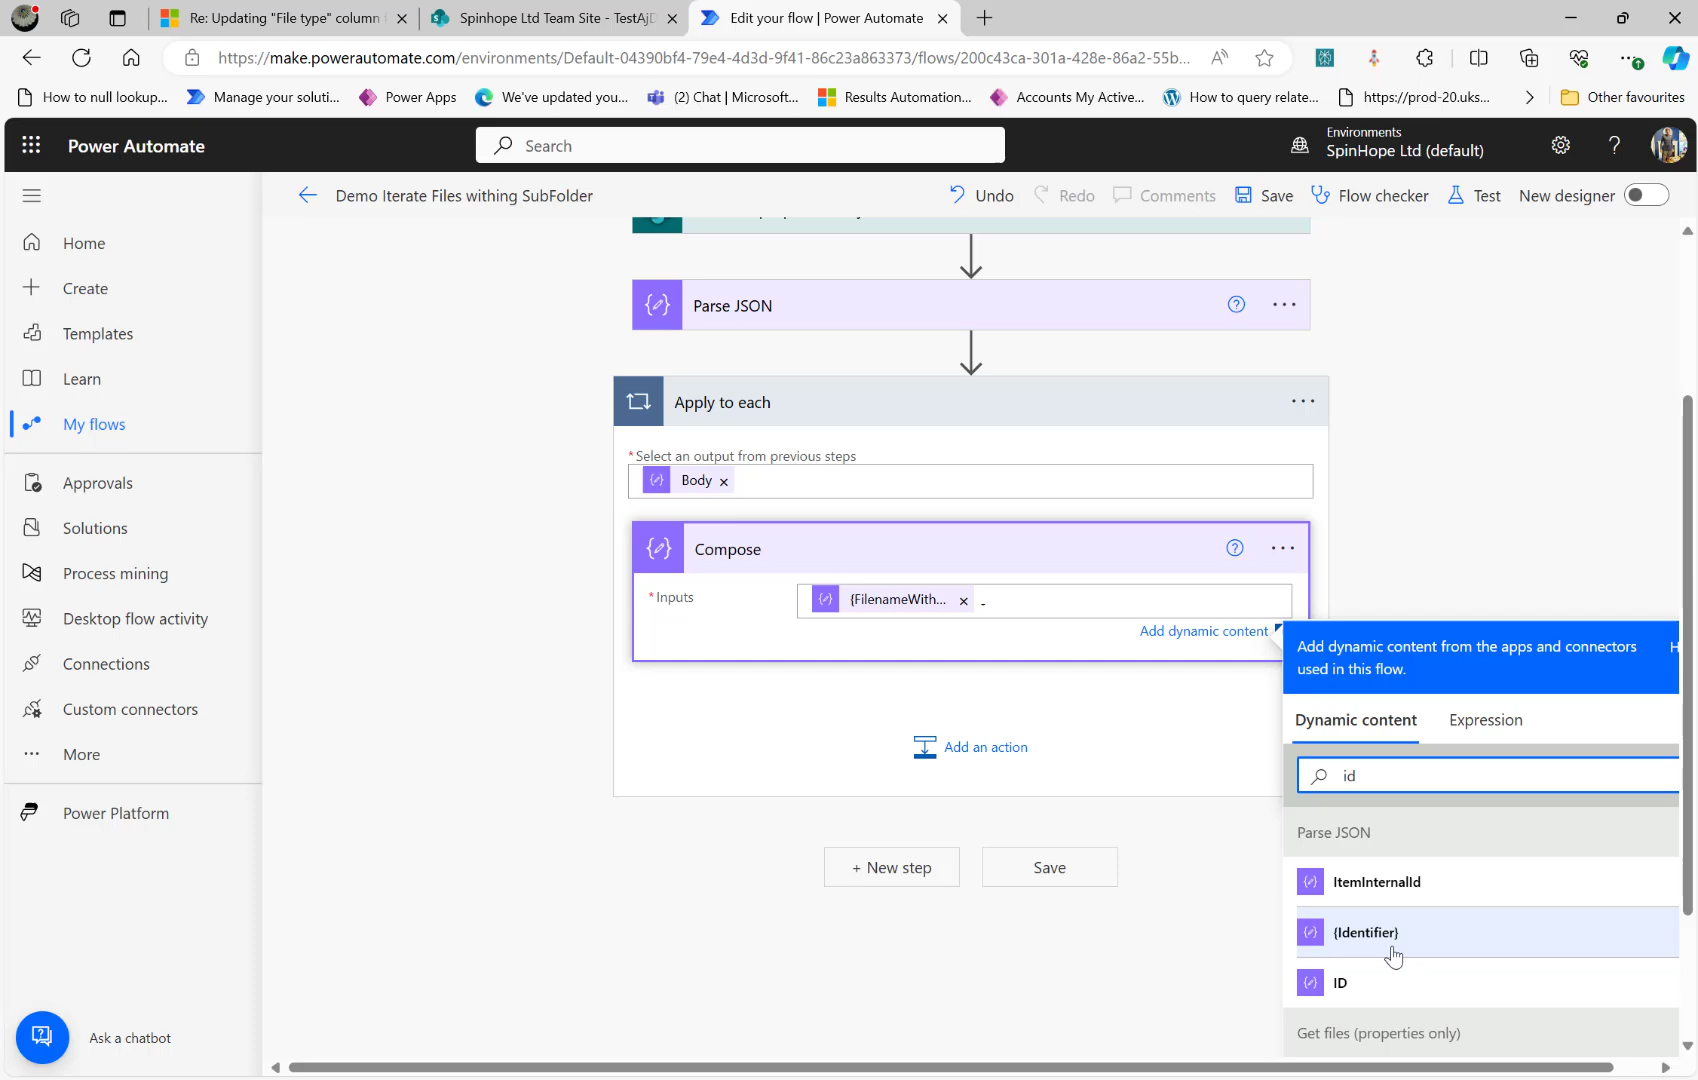 Re: Updating "File type" column
Spinhope Ltd Team Site - TestAjD
Edit your flow | Power Automate
https://make.powerautomate.com/environments/Default-04390bf4-79e4-4d3d-9f41-86c23a863373/flows/200c43ca-301a-428e-86a2-55b...
How to null lookup...
Manage your soluti...
Power Apps
We've updated you...
(2) Chat | Microsoft...
Results Automation...
Accounts My Active...
How to query relate...
https://prod-20.uks...
Other favourites
Power Automate
Search
Environments
SpinHope Ltd (default)
Demo Iterate Files withing SubFolder
Undo
Redo
Comments
Save
Flow checker
Test
New designer
Home
Create
Templates
Learn
My flows
Approvals
Solutions
Process mining
Desktop flow activity
Connections
Custom connectors
More
Power Platform
Ask a chatbot
Parse JSON
Apply to each
*Select an output from previous steps
Body
Compose
*Inputs
{FilenameWith... -
Add dynamic content
Add an action
+ New step
Save
Add dynamic content from the apps and connectors
used in this flow.
Dynamic content
Expression
id
Parse JSON
ItemInternalId
{Identifier}
ID
Get files (properties only)